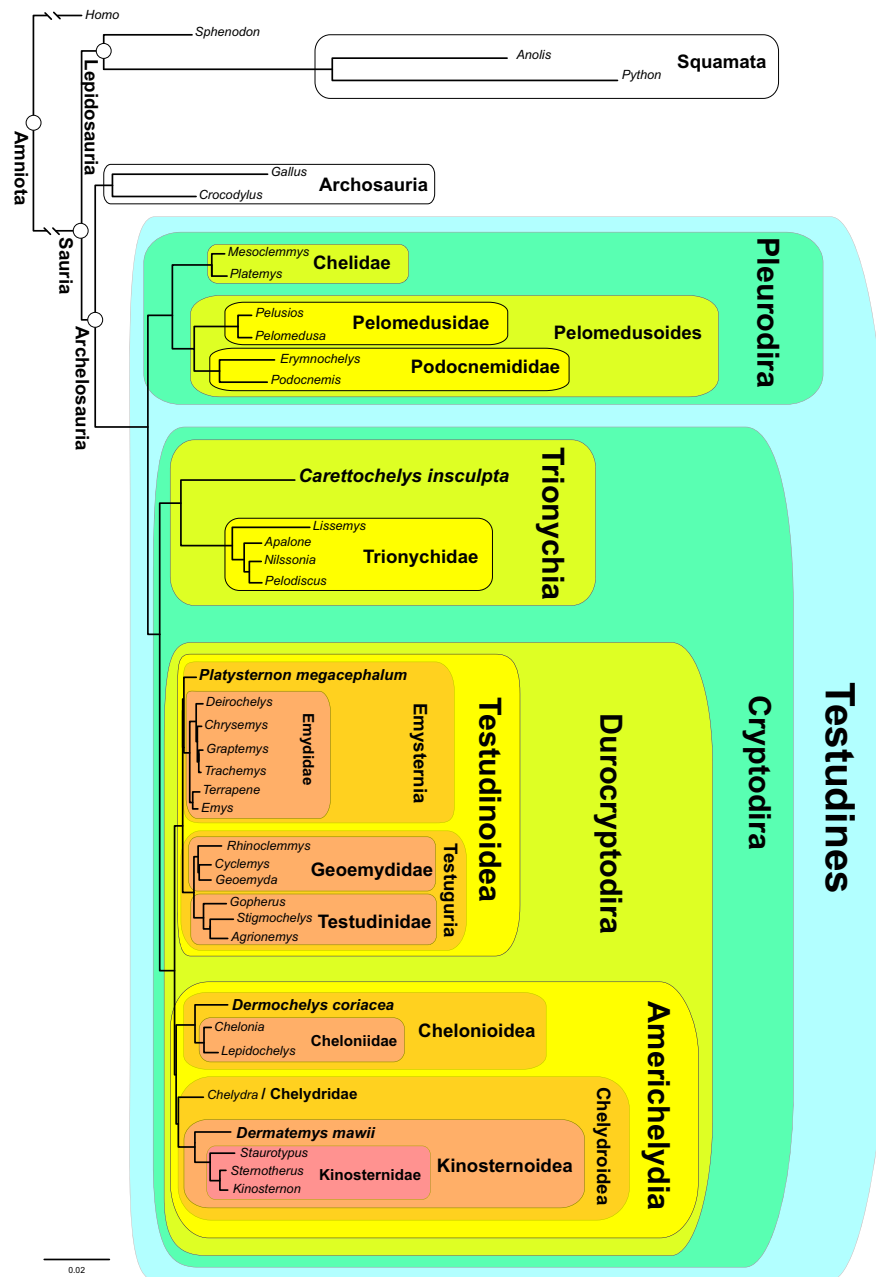 Homo
Sphenodon
Anolis
Squamata
Python
Lepidosauria
Amniota
Gallus
Archosauria
Crocodylus
Sauria
Archelosauria
Mesoclemmys
Chelidae
Platemys
Pelusios
Pelomedusidae
Pelomedusa
Pelomedusoides
Erymnochelys
Podocnemididae
Podocnemis
Pleurodira
Carettochelys insculpta
Lissemys
Apalone
Trionychidae
Nilssonia
Pelodiscus
Trionychia
Platysternon megacephalum
Deirochelys
Chrysemys
Graptemys
Trachemys
Terrapene
Emys
Emydidae
Emysternia
Rhinoclemmys
Cyclemys
Geoemydidae
Geoemyda
Gopherus
Stigmochelys
Testudinidae
Agrionemys
Testuguria
Testudinoidea
Durocryptodira
Cryptodira
Testudines
Dermochelys coriacea
Chelonia
Cheloniidae
Lepidochelys
Chelonioidea
Chelydra / Chelydridae
Dermatemys mawii
Staurotypus
Sternotherus
Kinosternidae
Kinosternon
Kinosternoidea
Chelydroidea
Americhelydia
0.02